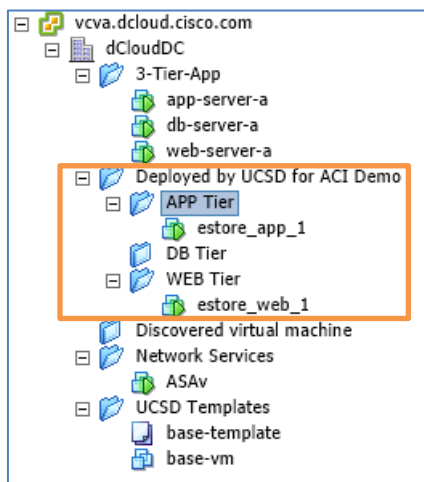 vcva.dcloud.cisco.com
dCloudDC
3-Tier-App
app-server-a
db-server-a
web-server-a
Deployed by UCSD for ACI Demo
APP Tier
estore_app_1
DB Tier
WEB Tier
estore_web_1
Discovered virtual machine
Network Services
ASAv
UCSD Templates
base-template
base-vm